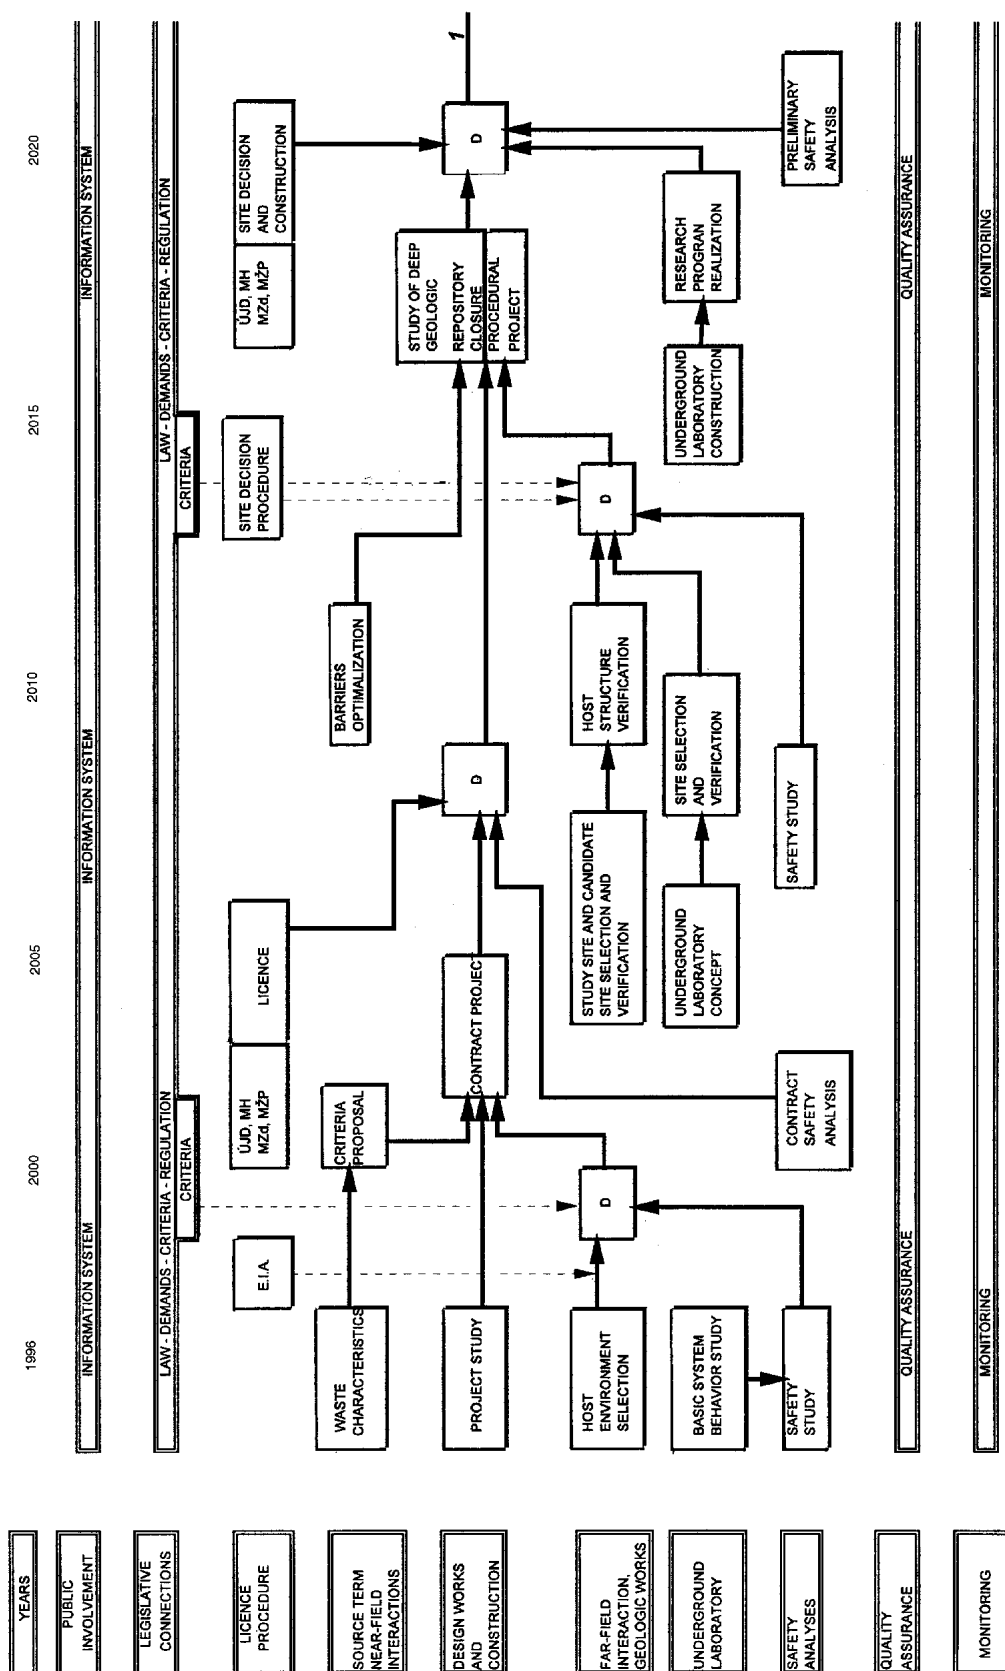 YEARS
1996
2000
2005
2010
2015
2020
PUBLIC
INVOLVEMENT
INFORMATION SYSTEM
INFORMATION SYSTEM
INFORMATION SYSTEM
LEGISLATIVE
CONNECTIONS
LAW - DEMANDS - CRITERIA - REGULATION
CRITERIA
LAW - DEMANDS - CRITERIA - REGULATION
CRITERIA
LICENCE
PROCEDURE
E.I.A.
ÚJD, MH
MZd, MŽP
LICENCE
SITE DECISION
PROCEDURE
ÚJD, MH
MZd, MŽP
SITE DECISION
AND
CONSTRUCTION
SOURCE TERM
NEAR-FIELD
INTERACTIONS
WASTE
CHARACTERISTICS
CRITERIA
PROPOSAL
BARRIERS
OPTIMALIZATION
DESIGN WORKS
AND
CONSTRUCTION
PROJECT STUDY
CONTRACT PROJECT
D
STUDY OF DEEP
GEOLOGIC
REPOSITORY
CLOSURE
PROCEDURAL
PROJECT
D
1
FAR-FIELD
INTERACTION,
GEOLOGIC WORKS
HOST
ENVIRONMENT
SELECTION
D
STUDY SITE AND CANDIDATE
SITE SELECTION AND
VERIFICATION
HOST
STRUCTURE
VERIFICATION
D
UNDERGROUND
LABORATORY
BASIC SYSTEM
BEHAVIOR STUDY
UNDERGROUND
LABORATORY
CONCEPT
SITE SELECTION
AND
VERIFICATION
UNDERGROUND
LABORATORY
CONSTRUCTION
RESEARCH
PROGRAN
REALIZATION
SAFETY
ANALYSES
SAFETY
STUDY
CONTRACT
SAFETY
ANALYSIS
SAFETY STUDY
PRELIMINARY
SAFETY
ANALYSIS
QUALITY
ASSURANCE
QUALITY ASSURANCE
QUALITY ASSURANCE
MONITORING
MONITORING
MONITORING